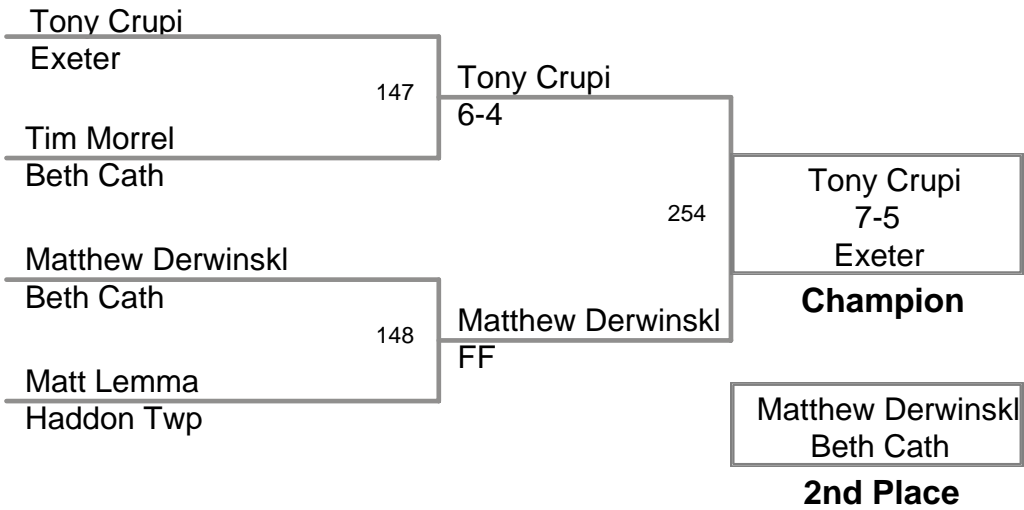 Tony Crupi
Exeter
147
Tim Morrel
Beth Cath
Matthew Derwinskl
Beth Cath
148
Matt Lemma
Haddon Twp
Tony Crupi
6-4
254
Matthew Derwinskl
FF
Tony Crupi
7-5
Exeter
Champion
Matthew Derwinskl
Beth Cath
2nd Place